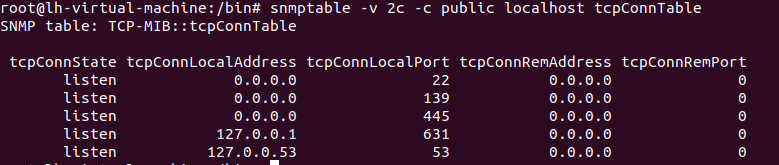 root@lh-virtual-machine:/bin# snmptable -v 2c -c public localhost tcpConnTable
SNMP table: TCP-MIB::tcpConnTable
tcpConnState tcpConnLocalAddress tcpConnLocalPort tcpConnRemAddress tcpConnRemPort
listen 0.0.0.0 22 0.0.0.0 0
listen 0.0.0.0 139 0.0.0.0 0
listen 0.0.0.0 445 0.0.0.0 0
listen 127.0.0.1 631 0.0.0.0 0
listen 127.0.0.53 53 0.0.0.0 0